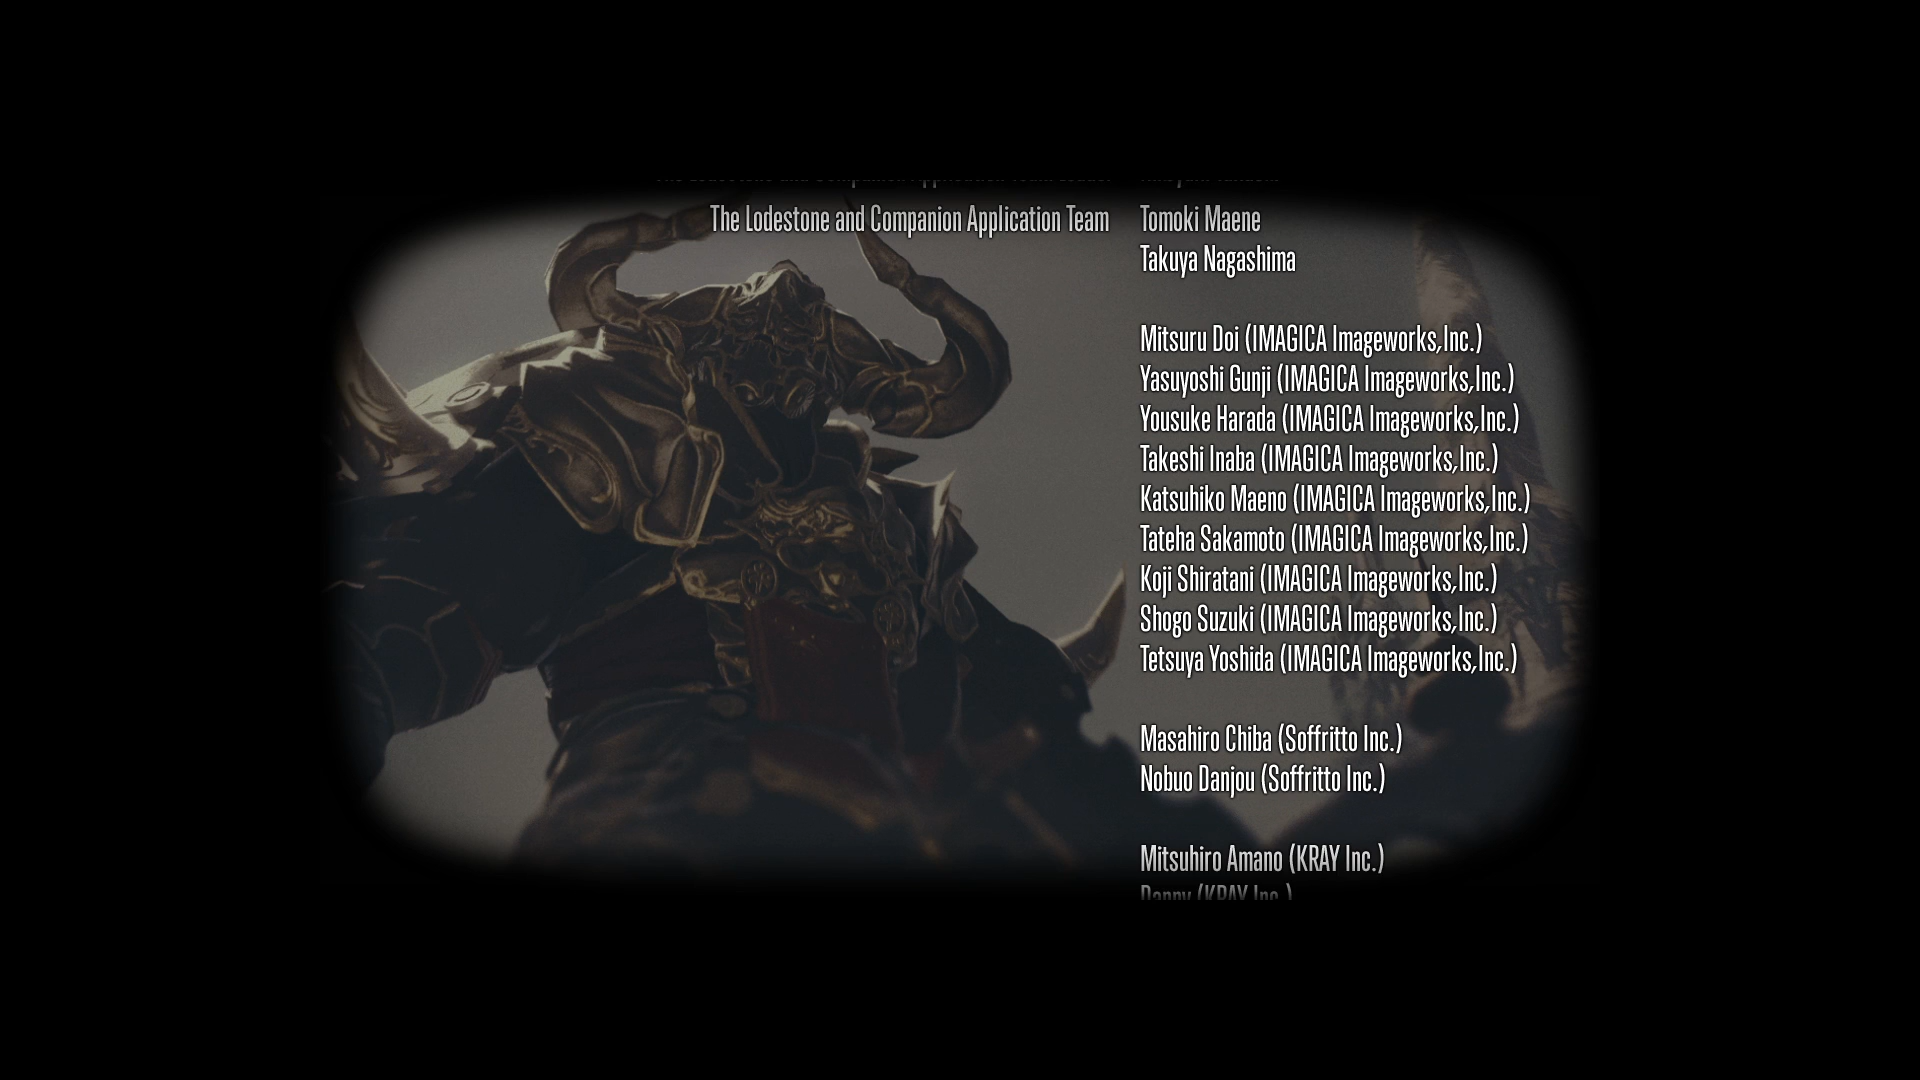 The Lodestone and Companion Application Team Tomoki Maene
Takuya Nagashima
Mitsuru Doi (IMAGICA Imageworks,Inc.)
Yasuyoshi Gunji (IMAGICA Imageworks,Inc.)
Yousuke Harada (IMAGICA Imageworks,Inc.)
Takeshi Inaba (IMAGICA Imageworks,Inc.)
Katsuhiko Maeno (IMAGICA Imageworks,Inc.)
Tateha Sakamoto (IMAGICA Imageworks,Inc.)
Koji Shiratani (IMAGICA Imageworks,Inc.)
Shogo Suzuki (IMAGICA Imageworks,Inc.)
Tetsuya Yoshida (IMAGICA Imageworks,Inc.)
Masahiro Chiba (Soffritto Inc.)
Nobuo Danjou (Soffritto Inc.)
Mitsuhiro Amano (KRAY Inc.)
Danny (KRAY Inc.)